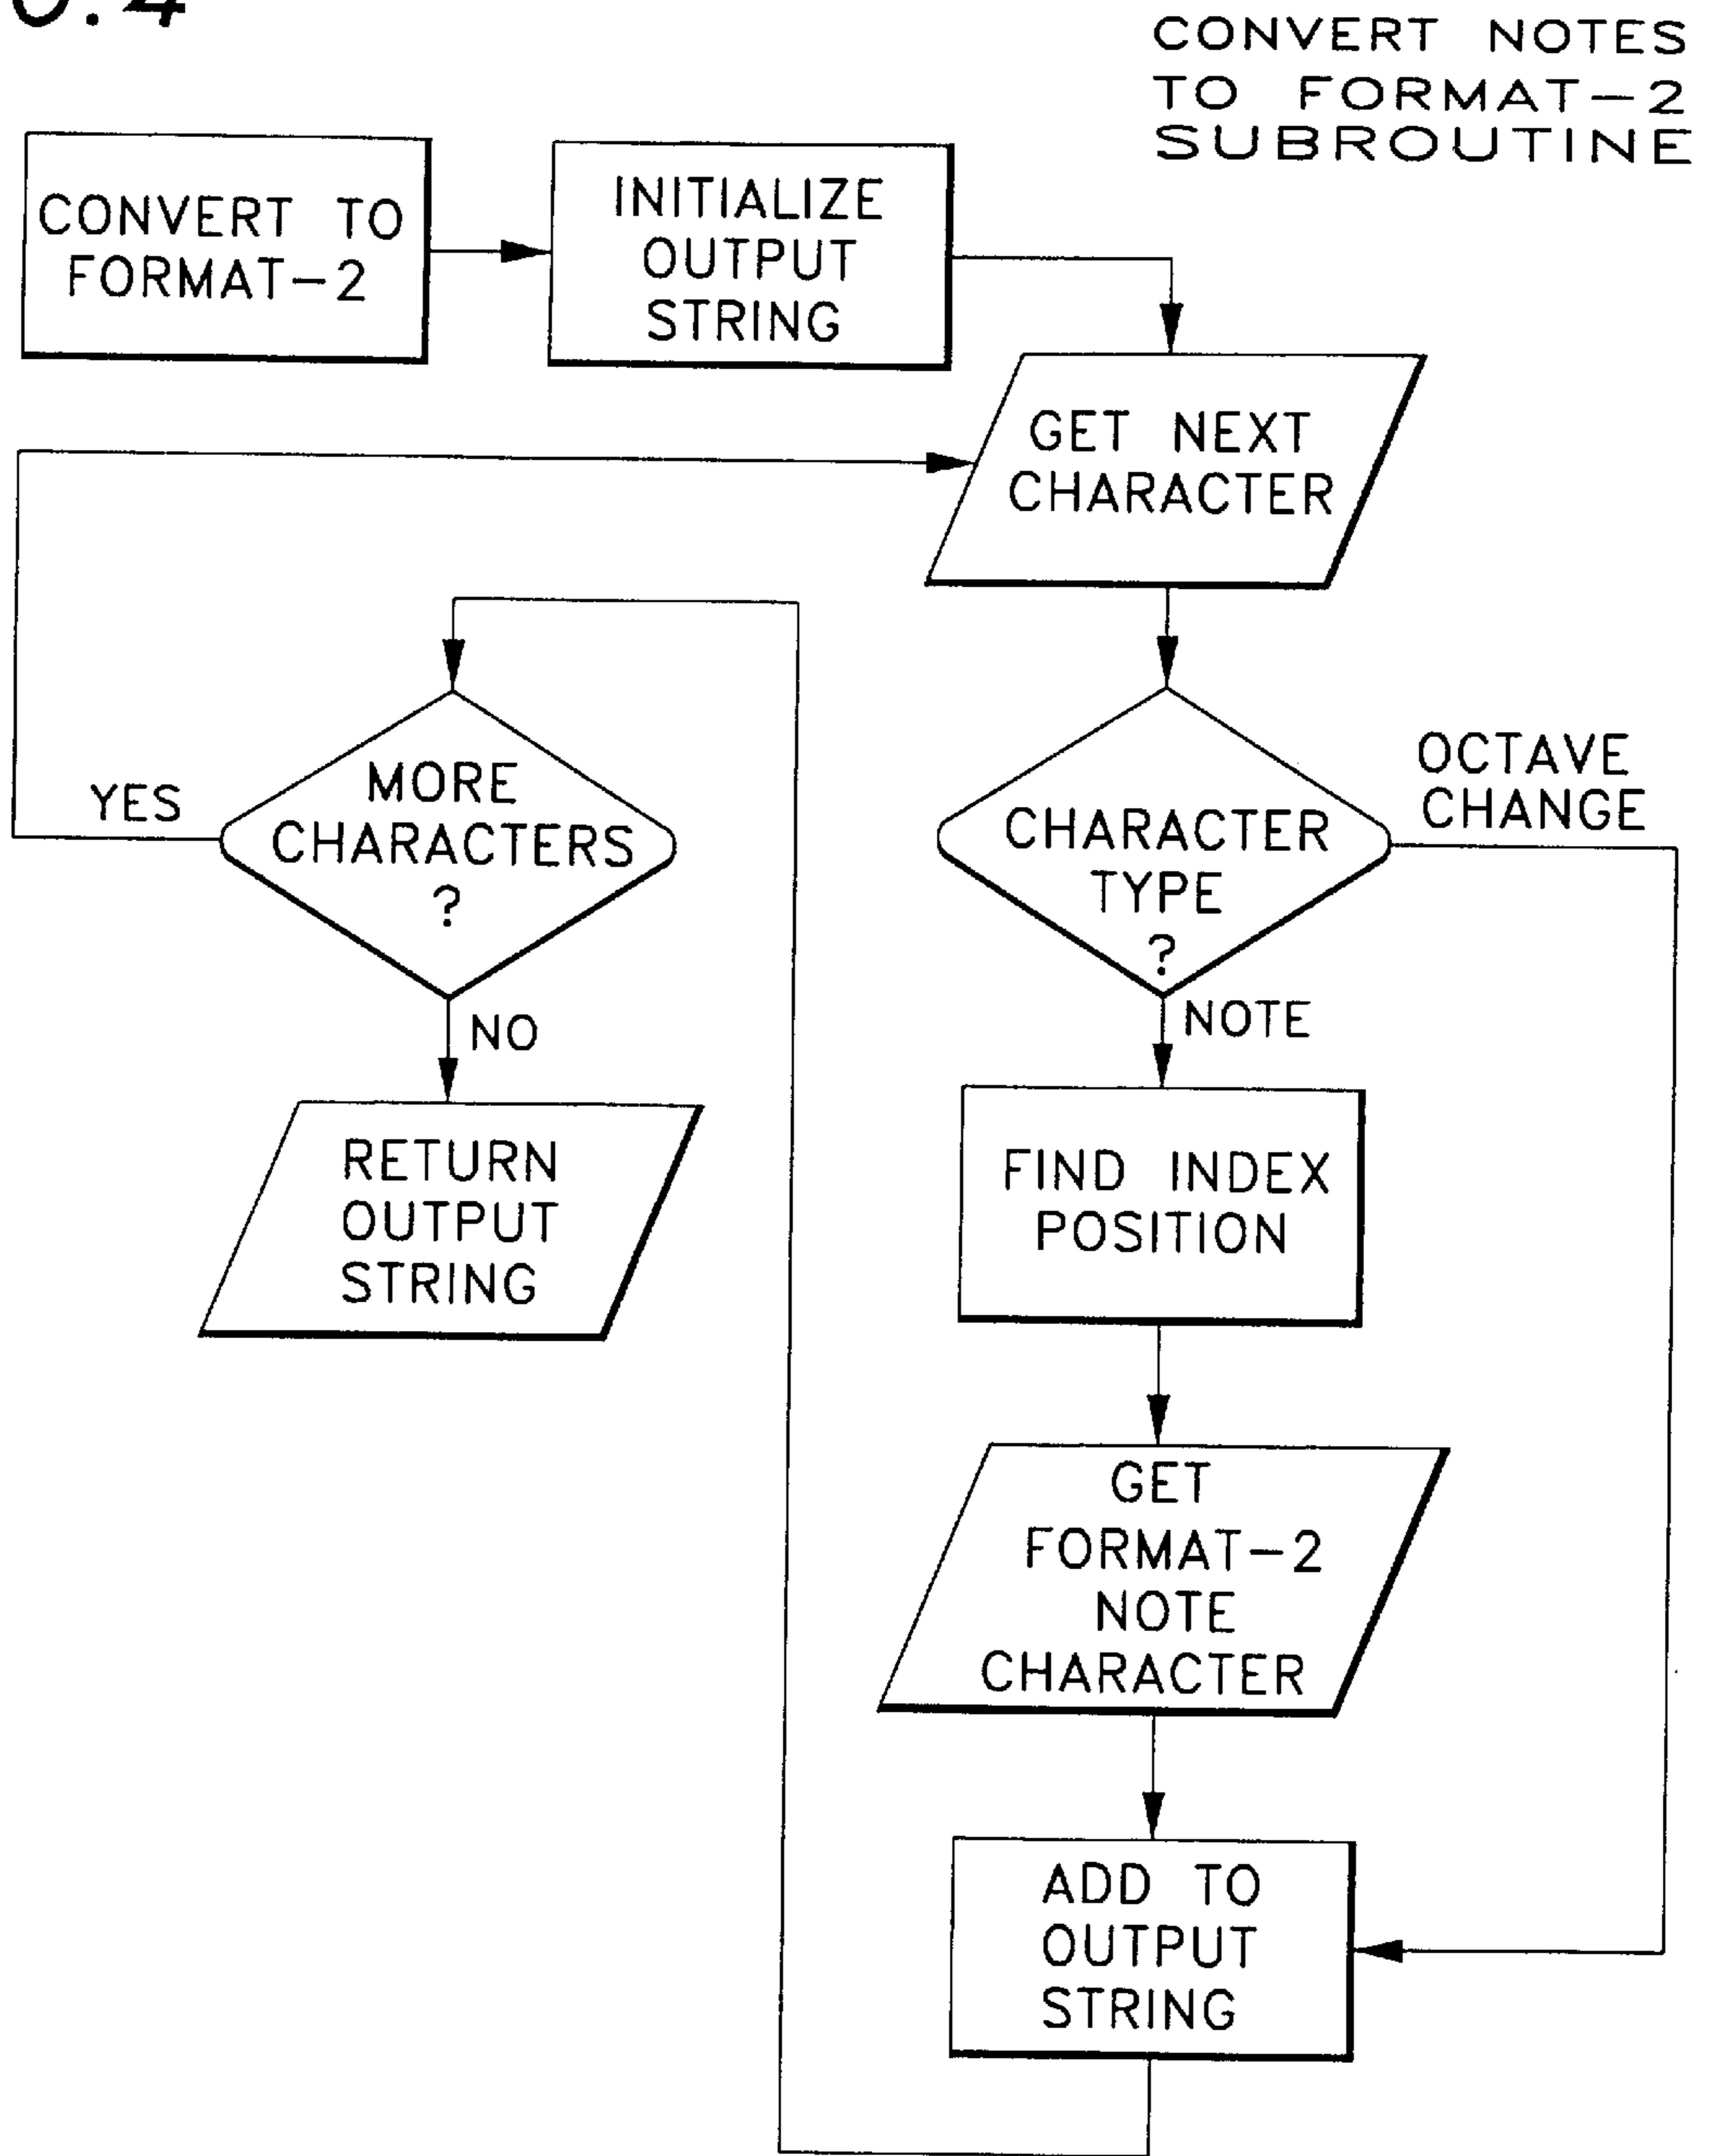 CONVERT NOTES
TO FORMAT-2
SUBROUTINE
CONVERT TO
FORMAT-2
INITIALIZE
OUTPUT
STRING
GET NEXT
CHARACTER
MORE
CHARACTERS
?
YES
NO
RETURN
OUTPUT
STRING
CHARACTER
TYPE
?
OCTAVE
CHANGE
NOTE
FIND INDEX
POSITION
GET
FORMAT-2
NOTE
CHARACTER
ADD TO
OUTPUT
STRING